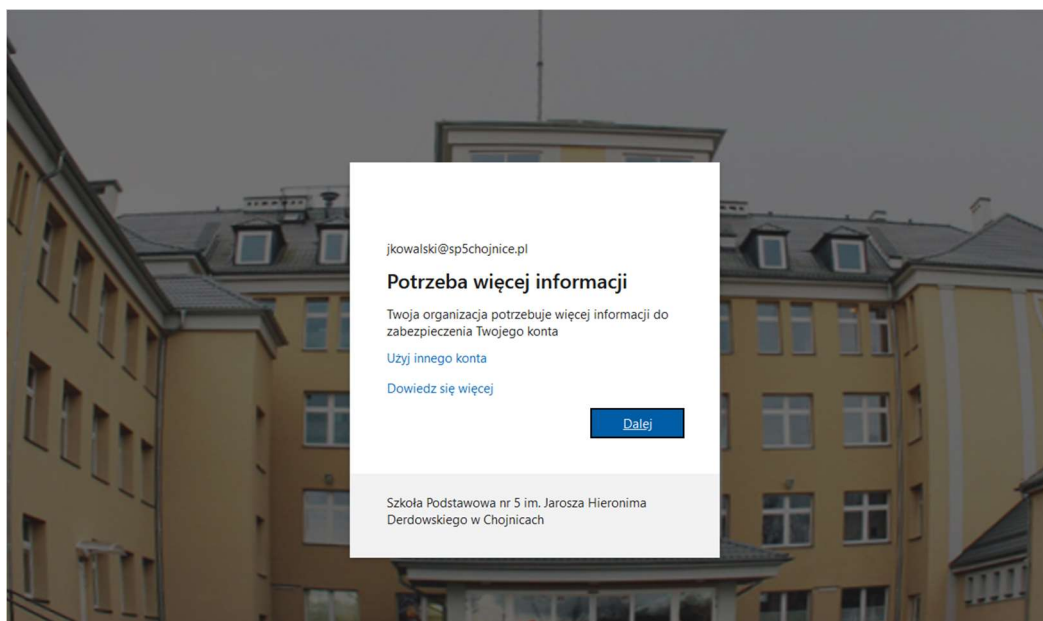 jkowalski@sp5chojnice.pl
Potrzeba więcej informacji
Twoja organizacja potrzebuje więcej informacji do
zabezpieczenia Twojego konta
Użyj innego konta
Dowiedz się więcej
Dalej
Szkoła Podstawowa nr 5 im. Jarosza Hieronima
Derdowskiego w Chojnicach